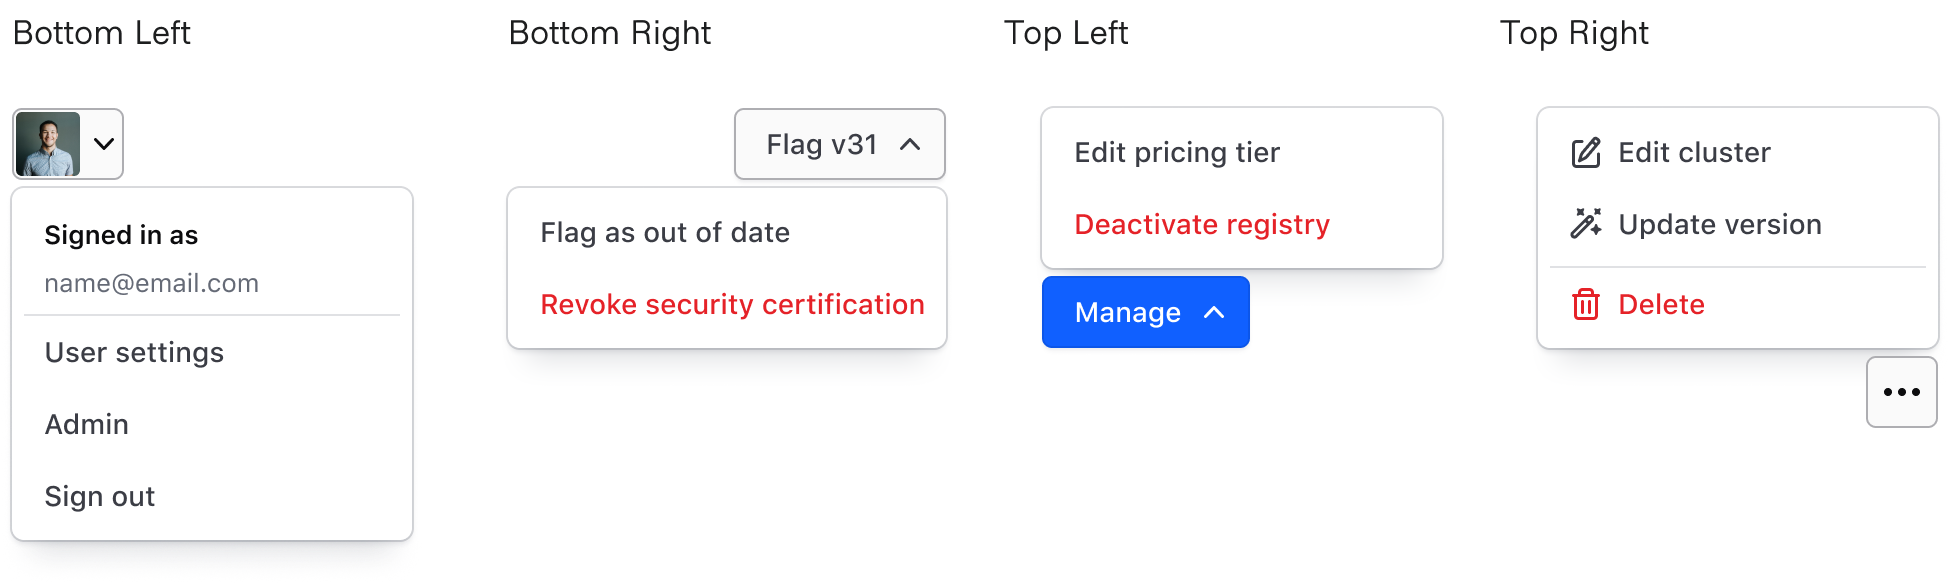 Bottom Left
Signed in as
name@email.com
User settings
Admin
Sign out
Bottom Right
Flag v31
Flag as out of date
Revoke security certification
Top Left
Edit pricing tier
Deactivate registry
Manage
Top Right
Edit cluster
Update version
Delete